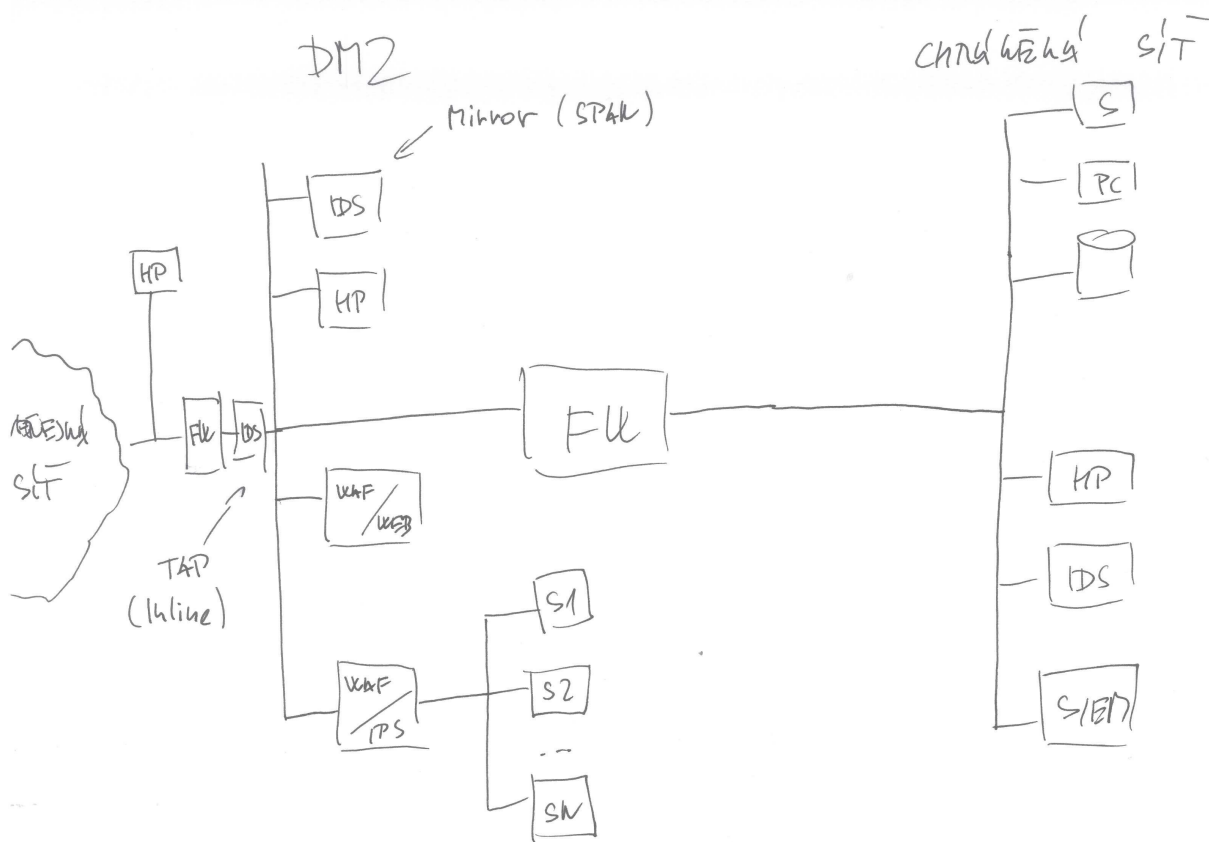 DMZ
CHRÁNĚNÁ SÍŤ
Mirror (SPAN)
IDS
HP
HP
SÍŤ
FW
IDS
TAP
(Inline)
WAF
/WEB
WAF
/IPS
S1
S2
...
SN
FW
S
PC
HP
IDS
SIEM